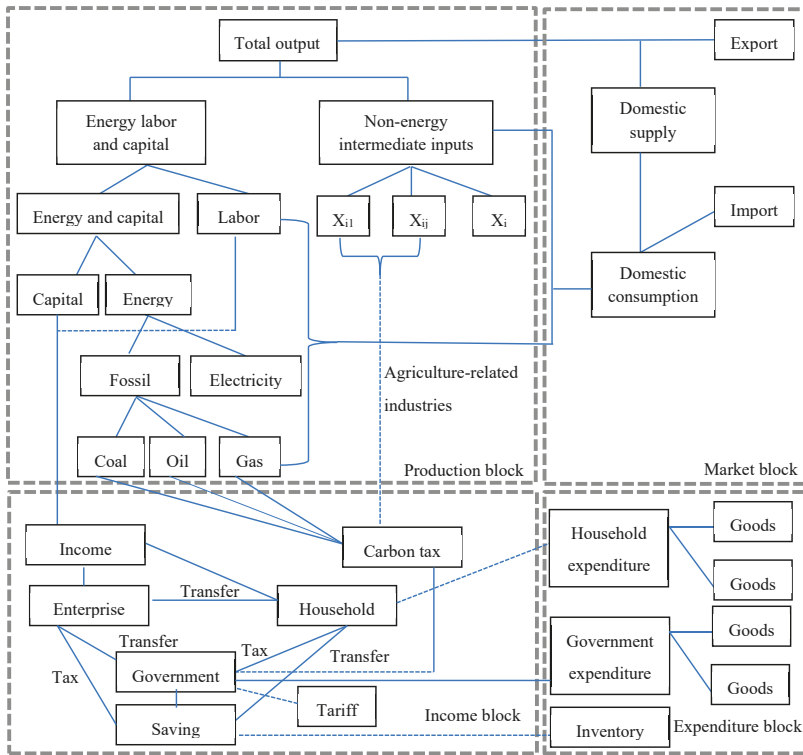 Total output
Export
Energy labor
and capital
Non-energy
intermediate inputs
Domestic
supply
Energy and capital
Labor
Xi1
Xij
Xi
Import
Capital
Energy
Domestic
consumption
Fossil
Electricity
Agriculture-related
industries
Coal
Oil
Gas
Production block
Market block
Income
Carbon tax
Household
expenditure
Goods
Goods
Enterprise
Transfer
Household
Transfer
Tax
Tax
Transfer
Government
Government
expenditure
Goods
Goods
Saving
Tariff
Income block
Inventory
Expenditure block